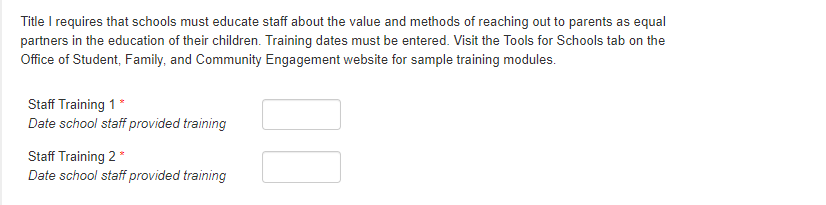 Title I requires that schools must educate staff about the value and methods of reaching out to parents as equal
partners in the education of their children. Training dates must be entered. Visit the Tools for Schools tab on the
Office of Student, Family, and Community Engagement website for sample training modules.
Staff Training 1 *
Date school staff provided training
Staff Training 2 *
Date school staff provided training